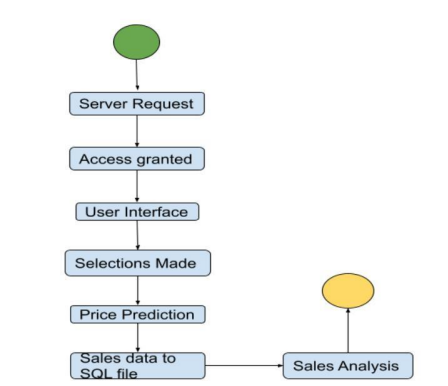 Server Request
Access granted
User Interface
Selections Made
Price Prediction
Sales data to
SQL file
Sales Analysis